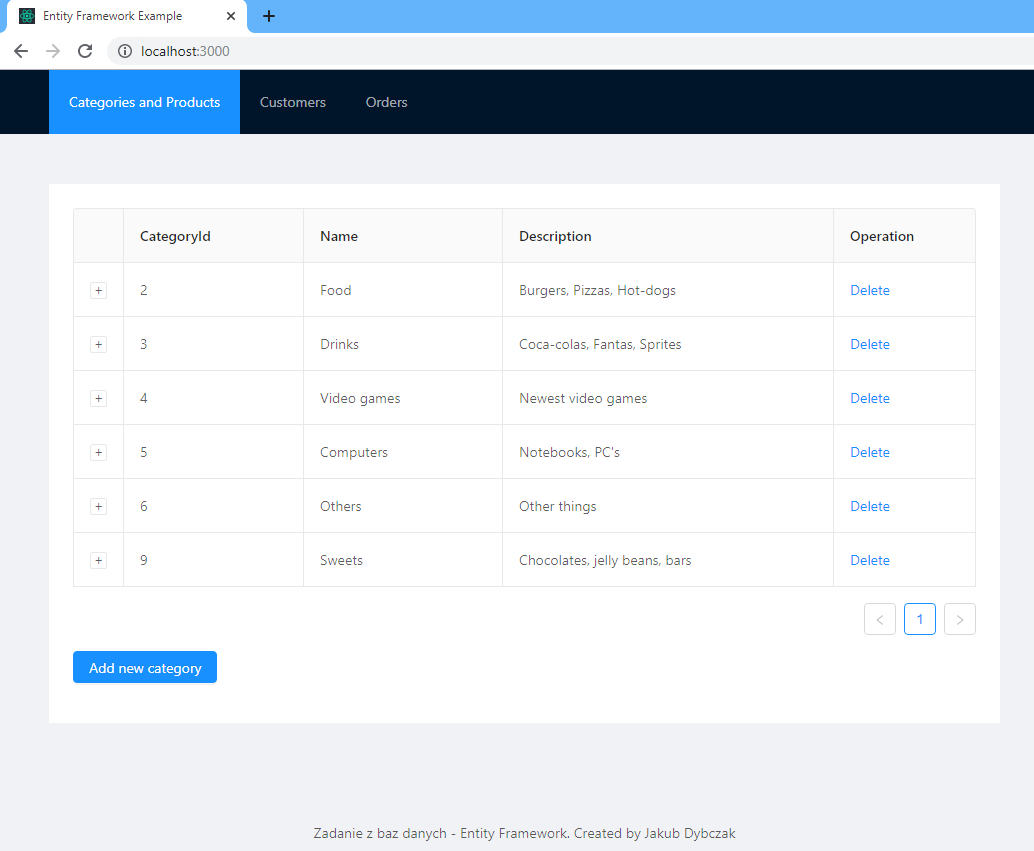 Entity Framework Example
localhost:3000
Categories and Products Customers Orders
CategoryId Name Description Operation
+ 2 Food Burgers, Pizzas, Hot-dogs Delete
+ 3 Drinks Coca-colas, Fantas, Sprites Delete
+ 4 Video games Newest video games Delete
+ 5 Computers Notebooks, PC's Delete
+ 6 Others Other things Delete
+ 9 Sweets Chocolates, jelly beans, bars Delete
< 1 >
Add new category
Zadanie z baz danych - Entity Framework. Created by Jakub Dybczak